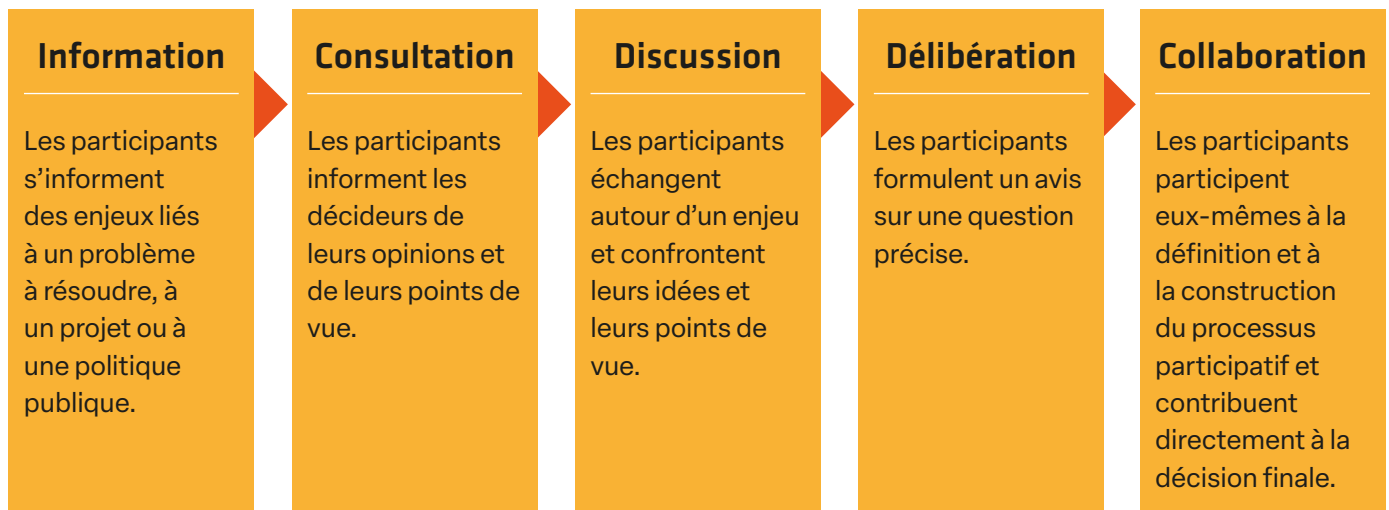 Information
Les participants
s’informent
des enjeux liés
à un problème
à résoudre, à
un projet ou à
une politique
publique.
Consultation
Les participants
informent les
décideurs de
leurs opinions et
de leurs points de
vue.
Discussion
Les participants
échangent
autour d’un enjeu
et confrontent
leurs idées et
leurs points de
vue.
Délibération
Les participants
formulent un avis
sur une question
précise.
Collaboration
Les participants
participent
eux-mêmes à la
définition et à
la construction
du processus
participatif et
contribuent
directement à la
décision finale.